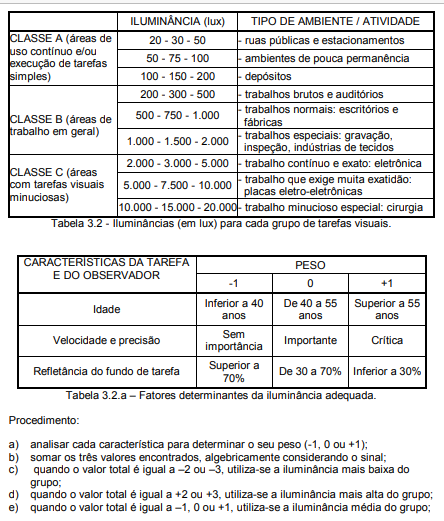 ILUMINÂNCIA (lux) TIPO DE AMBIENTE / ATIVIDADE
CLASSE A (áreas de uso contínuo e/ou execução de tarefas simples)
20 - 30 - 50 - ruas públicas e estacionamentos
50 - 75 - 100 - ambientes de pouca permanência
100 - 150 - 200 - depósitos
CLASSE B (áreas de trabalho em geral)
200 - 300 - 500 - trabalhos brutos e auditórios
500 - 750 - 1.000 - trabalhos normais: escritórios e fábricas
1.000 - 1.500 - 2.000 - trabalhos especiais: gravação, inspeção, indústrias de tecidos
CLASSE C (áreas com tarefas visuais minuciosas)
2.000 - 3.000 - 5.000 - trabalho contínuo e exato: eletrônica
5.000 - 7.500 - 10.000 - trabalho que exige muita exatidão: placas eletro-eletrônicas
10.000 - 15.000 - 20.000 - trabalho minucioso especial: cirurgia
Tabela 3.2 - Iluminâncias (em lux) para cada grupo de tarefas visuais.
CARACTERÍSTICAS DA TAREFA E DO OBSERVADOR PESO
-1 0 +1
Idade Inferior a 40 anos De 40 a 55 anos Superior a 55 anos
Velocidade e precisão Sem importância Importante Crítica
Refletância do fundo de tarefa Superior a 70% De 30 a 70% Inferior a 30%
Tabela 3.2.a – Fatores determinantes da iluminância adequada.
Procedimento:
a) analisar cada característica para determinar o seu peso (-1, 0 ou +1);
b) somar os três valores encontrados, algebricamente considerando o sinal;
c) quando o valor total é igual a –2 ou –3, utiliza-se a iluminância mais baixa do
grupo;
d) quando o valor total é igual a +2 ou +3, utiliza-se a iluminância mais alta do grupo;
e) quando o valor total é igual a –1, 0 ou +1, utiliza-se a iluminância média do grupo;